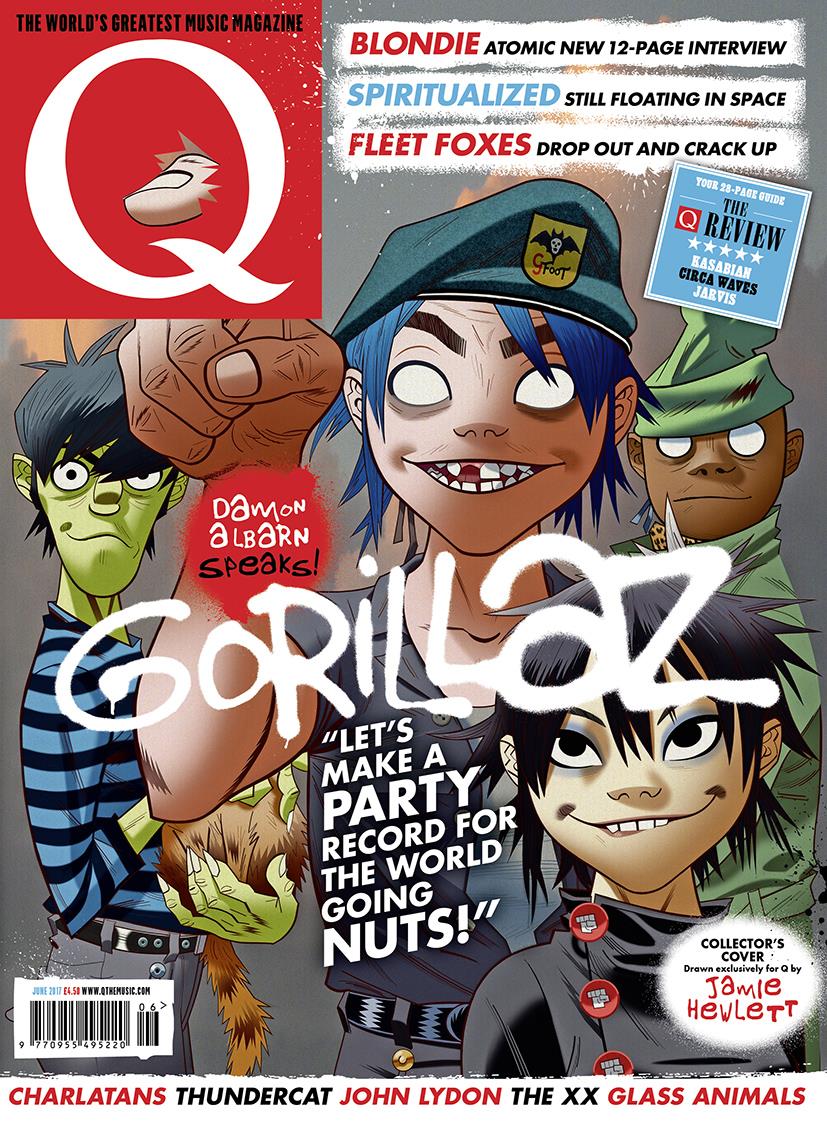 THE WORLD'S GREATEST MUSIC MAGAZINE
Q
BLONDIE ATOMIC NEW 12-PAGE INTERVIEW
SPIRITUALIZED STILL FLOATING IN SPACE
FLEET FOXES DROP OUT AND CRACK UP
YOUR 28-PAGE GUIDE
THE
Q REVIEW
KASABIAN
CIRCA WAVES
JARVIS
GFOOT
DAMON
ALBARN
SPEAKS!
GORILLAZ
"LET'S
MAKE A
PARTY
RECORD FOR
THE WORLD
GOING
NUTS!"
COLLECTOR'S
COVER
Drawn exclusively for Q by
JAMIE
HEWLETT
JUNE 2017 £4.50 WWW.QTHEMUSIC.COM
06>
9 770955 495220
CHARLATANS THUNDERCAT JOHN LYDON THE XX GLASS ANIMALS